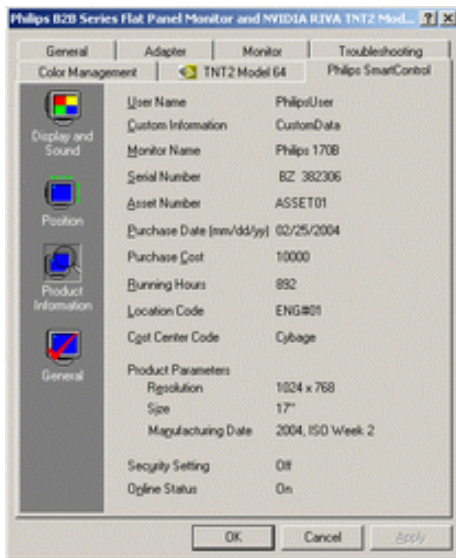 Philips B2B Series Flat Panel Monitor and NVIDIA RIVA TNT2 Mod...
General Adapter Monitor Troubleshooting
Color Management TNT2 Model 64 Philips SmartControl
Display and Sound
Position
Product Information
General
User Name PhilipsUser
Custom Information CustomData
Monitor Name Philips 170B
Serial Number BZ 382306
Asset Number ASSET01
Purchase Date (mm/dd/yy) 02/25/2004
Purchase Cost 10000
Running Hours 892
Location Code ENG#01
Cost Center Code Cybage
Product Parameters
Resolution 1024 x 768
Size 17"
Manufacturing Date 2004, ISO Week 2
Security Setting Off
Online Status On
OK Cancel Apply